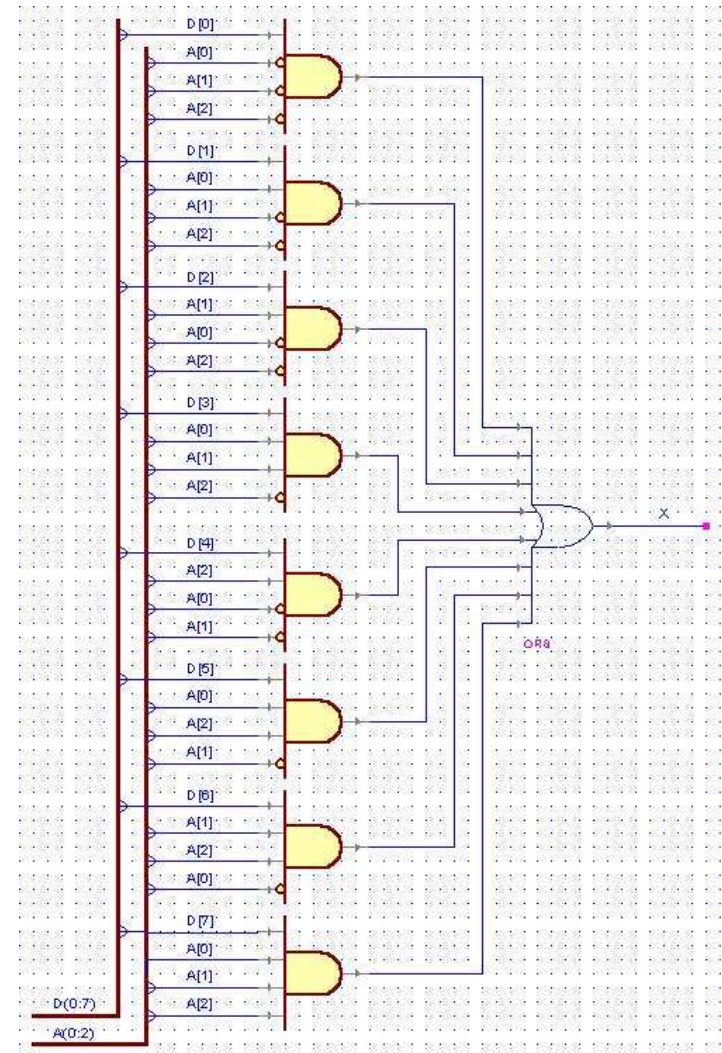 D[0]
A[0]
A[1]
A[2]
D[1]
A[0]
A[1]
A[2]
D[2]
A[1]
A[0]
A[2]
D[3]
A[0]
A[1]
A[2]
X
D[4]
A[2]
A[0]
A[1]
OR8
D[5]
A[0]
A[2]
A[1]
D[6]
A[1]
A[2]
A[0]
D[7]
A[0]
A[1]
A[2]
D(0:7)
A(0:2)